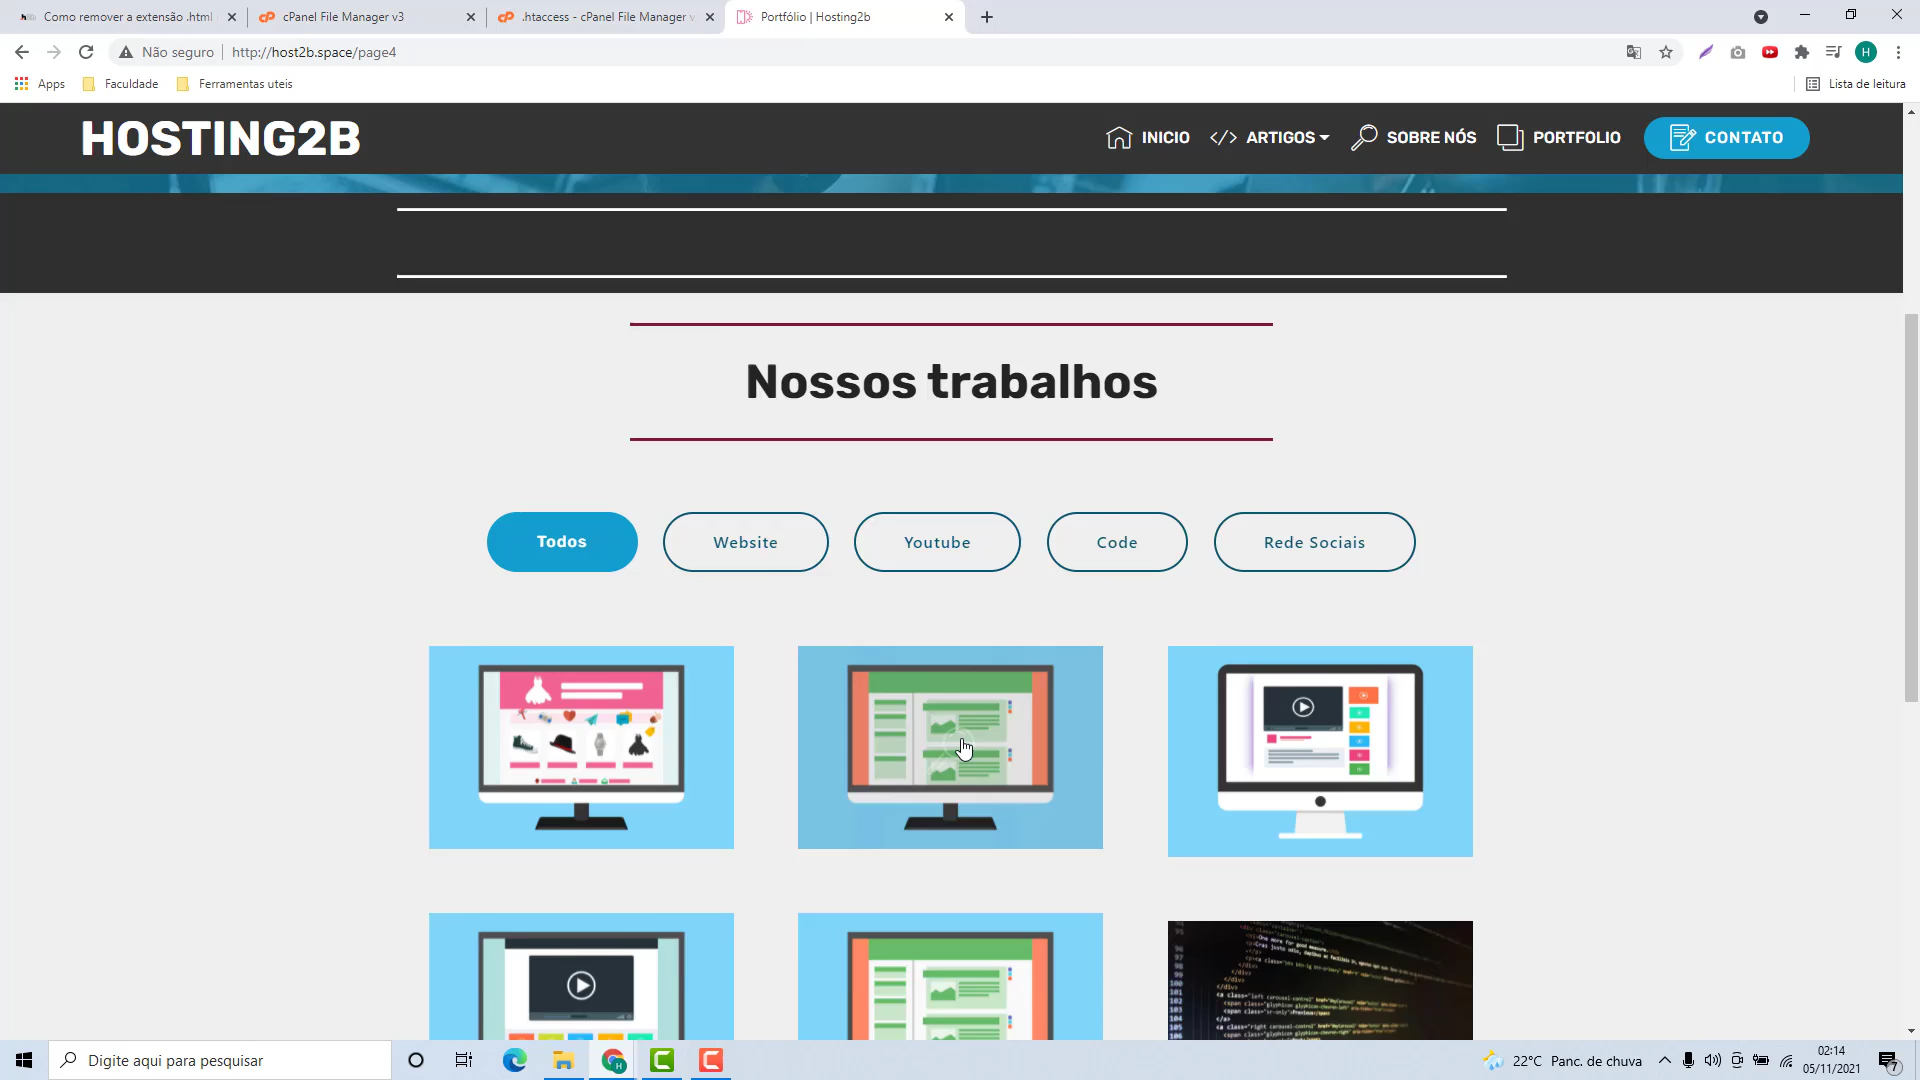 Como remover a extensão .html
cPanel File Manager v3
.htaccess - cPanel File Manager v
Portfólio | Hosting2b
Não seguro
http://host2b.space/page4
H
Apps
Faculdade
Ferramentas uteis
Lista de leitura
HOSTING2B
INICIO
</> ARTIGOS
SOBRE NÓS
PORTFOLIO
CONTATO
Nossos trabalhos
Todos
Website
Youtube
Code
Rede Sociais
Digite aqui para pesquisar
22°C Panc. de chuva
02:14
05/11/2021
7